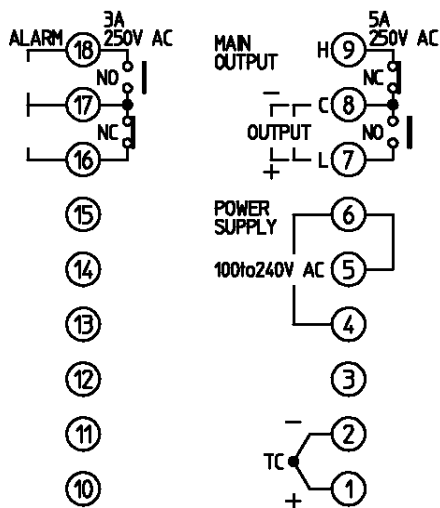 3A
ALARM 18 250V AC
NO
17
NC
16
15
14
13
12
11
10
5A
MAIN H 9 250V AC
OUTPUT
NC
− C 8
OUTPUT NO
+ L 7
POWER 6
SUPPLY
100to240V AC 5
4
3
− 2
TC
+ 1